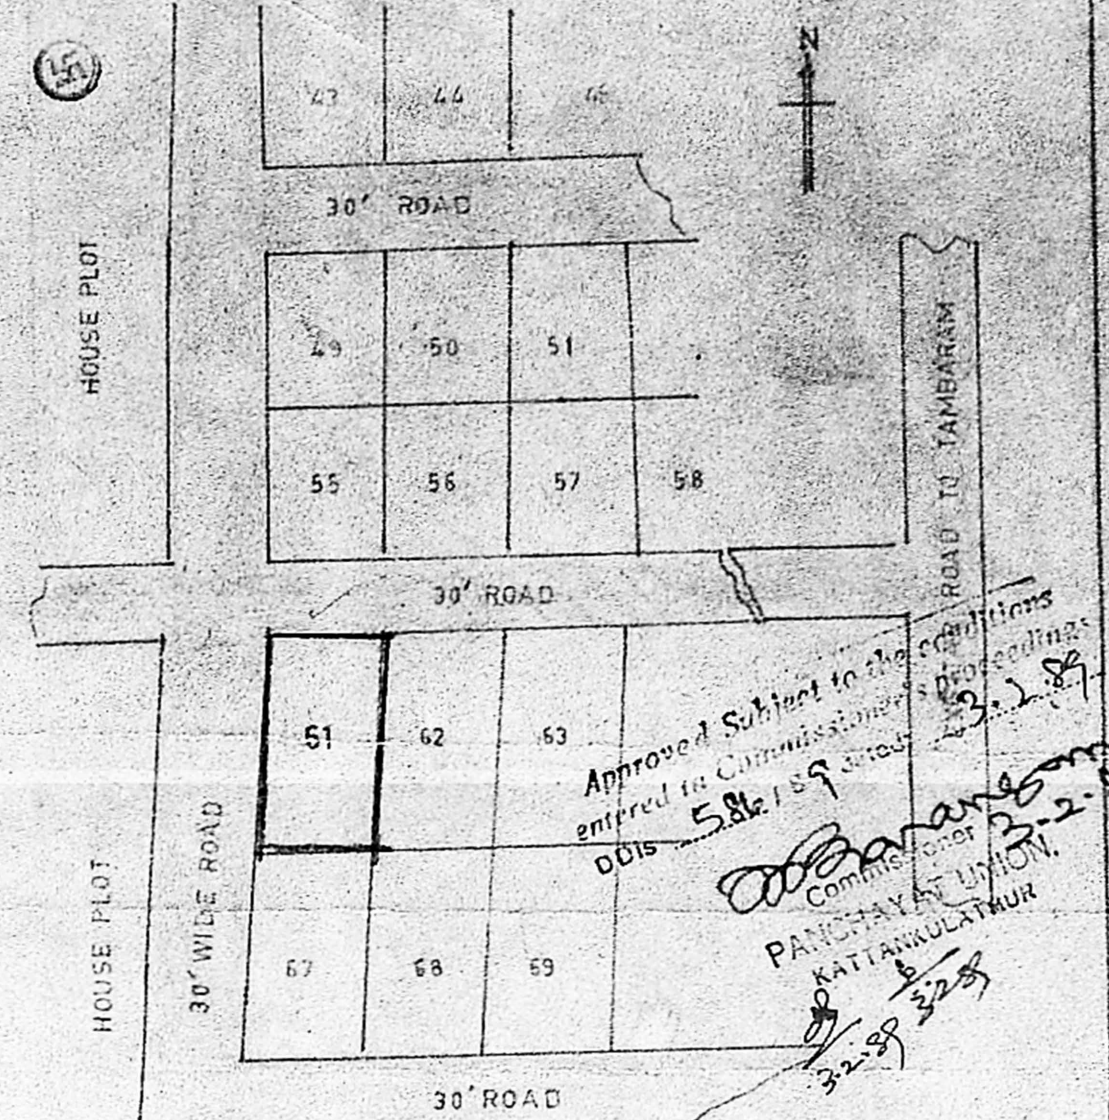 N
43 44 45
30' ROAD
HOUSE PLOT
49 50 51
ROAD TO TAMBARAM
55 56 57 58
30' ROAD
61 62 63
Approved Subject to the conditions
entered in Commissioner's proceedings
DDis 586/89 dated 3.2.89
3.2.
Commissioner
PANCHAYAT UNION,
KATTANKULATHUR
HOUSE PLOT
30' WIDE ROAD
67 68 69
3.2.89
3.2.89
30' ROAD